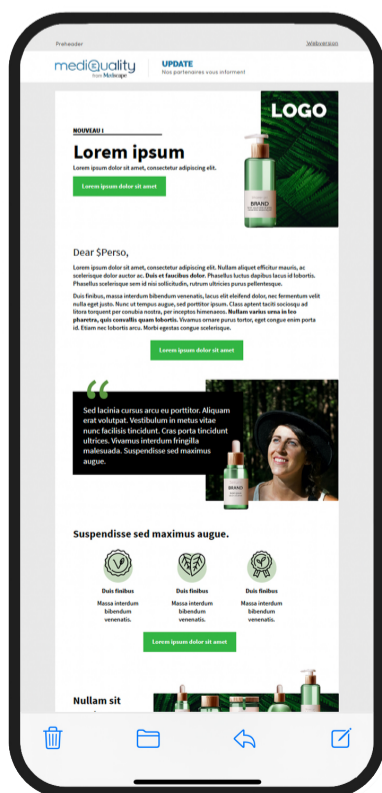 Preheader
Webversion
mediQuality
from Medscape
UPDATE
Nos partenaires vous informent
LOGO
NOUVEAU !
Lorem ipsum
Lorem ipsum dolor sit amet, consectetur adipiscing elit.
Lorem ipsum dolor sit amet
BRAND
Dear $Perso,
Lorem ipsum dolor sit amet, consectetur adipiscing elit. Nullam aliquet efficitur mauris, ac
scelerisque dolor auctor ac. Duis et faucibus dolor. Phasellus luctus dapibus lacus id lobortis.
Phasellus scelerisque sem id nisi sollicitudin, rutrum ultricies purus pellentesque.
Duis finibus, massa interdum bibendum venenatis, lacus elit eleifend dolor, nec fermentum velit
nulla eget justo. Nunc ut tempus augue, sed porttitor ipsum. Class aptent taciti sociosqu ad
litora torquent per conubia nostra, per inceptos himenaeos. Nullam varius urna in leo
pharetra, quis convallis quam lobortis. Vivamus ornare purus tortor, eget congue enim porta
id. Etiam nec lobortis arcu. Morbi egestas congue scelerisque.
Lorem ipsum dolor sit amet
“
Sed lacinia cursus arcu eu porttitor. Aliquam
erat volutpat. Vestibulum in metus vitae
nunc facilisis tincidunt. Cras porta tincidunt
ultrices. Vivamus interdum fringilla
malesuada. Suspendisse sed maximus
augue.
BRAND
Suspendisse sed maximus augue.
Duis finibus
Massa interdum
bibendum
venenatis.
Duis finibus
Massa interdum
bibendum
venenatis.
Duis finibus
Massa interdum
bibendum
venenatis.
Lorem ipsum dolor sit amet
Nullam sit